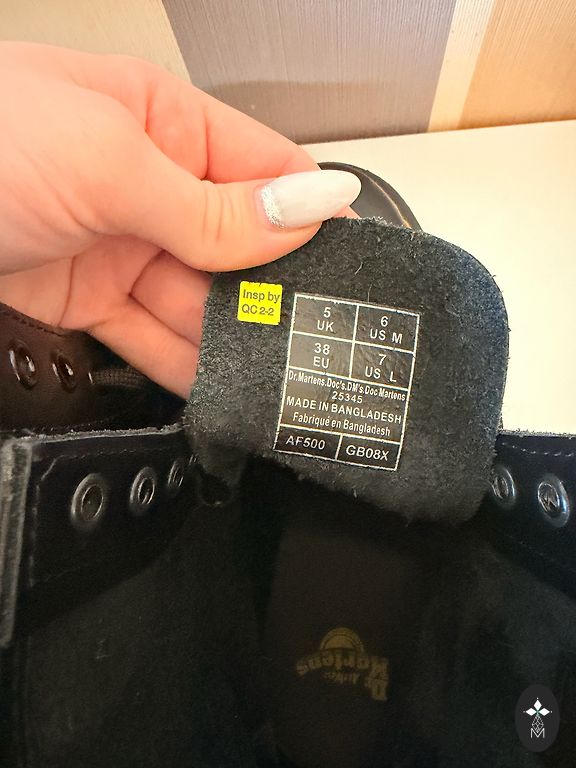 Insp by
QC 2-2
5
UK
6
US M
38
EU
7
US L
Dr.Martens.Doc's.DM's.Doc Martens
25345
MADE IN BANGLADESH
Fabriqué en Bangladesh
AF500
GB08X
Dr. Martens
M